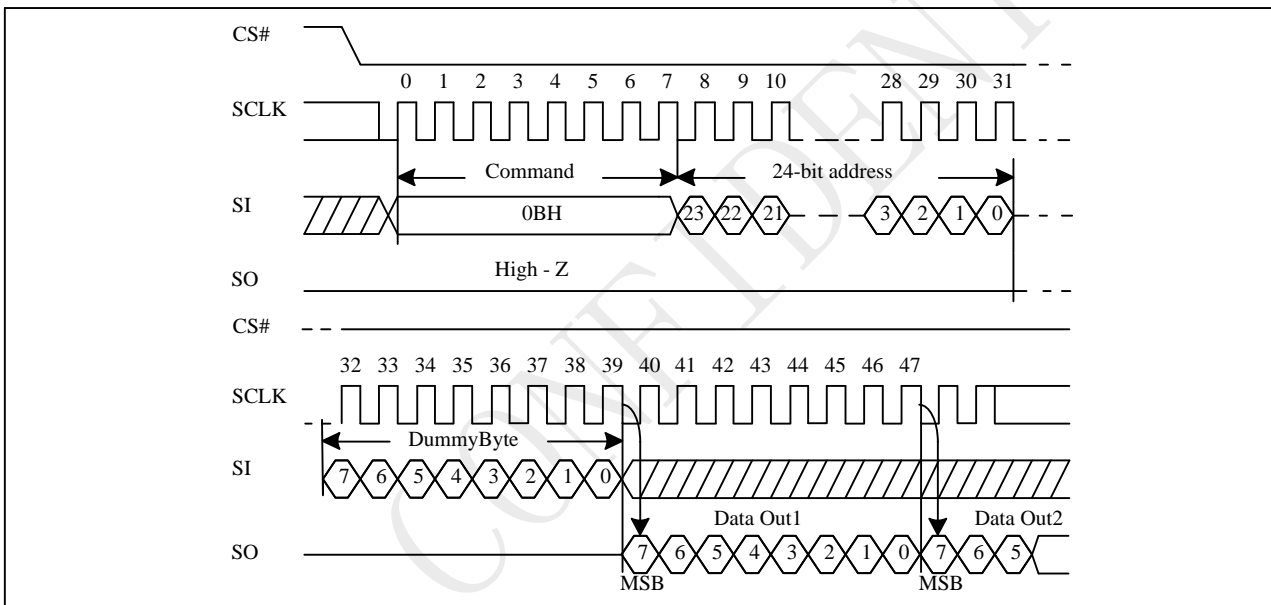 CS#
0 1 2 3 4 5 6 7 8 9 10 28 29 30 31
SCLK
Command 24-bit address
SI 0BH 23 22 21 3 2 1 0
High - Z
SO
CS#
32 33 34 35 36 37 38 39 40 41 42 43 44 45 46 47
SCLK
DummyByte
SI 7 6 5 4 3 2 1 0
Data Out1 Data Out2
SO 7 6 5 4 3 2 1 0 7 6 5
MSB MSB
CONFIDENT